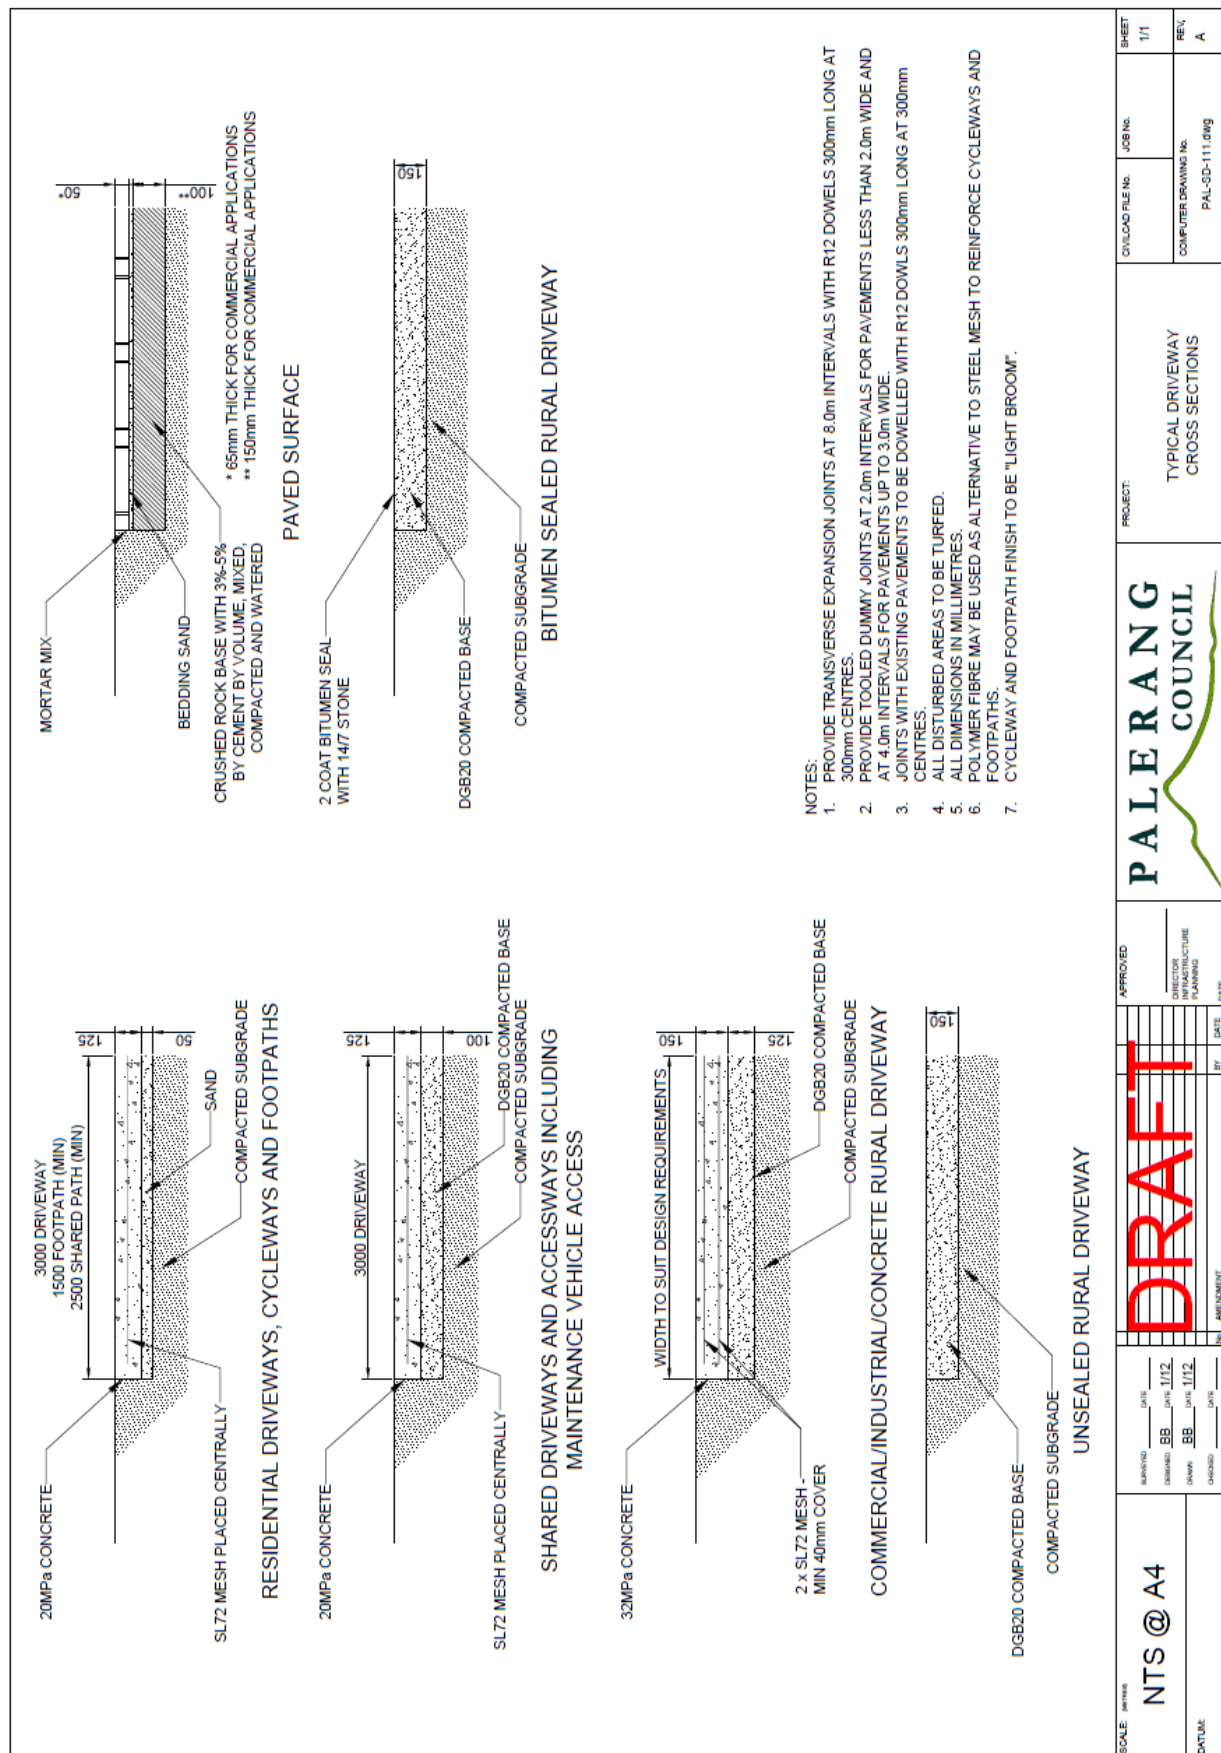 3000 DRIVEWAY
1500 FOOTPATH (MIN)
2500 SHARED PATH (MIN)
20MPa CONCRETE
125
50
SAND
SL72 MESH PLACED CENTRALLY
COMPACTED SUBGRADE
RESIDENTIAL DRIVEWAYS, CYCLEWAYS AND FOOTPATHS
20MPa CONCRETE
3000 DRIVEWAY
125
100
SL72 MESH PLACED CENTRALLY
DGB20 COMPACTED BASE
COMPACTED SUBGRADE
SHARED DRIVEWAYS AND ACCESSWAYS INCLUDING
MAINTENANCE VEHICLE ACCESS
32MPa CONCRETE
WIDTH TO SUIT DESIGN REQUIREMENTS
150
125
2 x SL72 MESH -
MIN 40mm COVER
DGB20 COMPACTED BASE
COMPACTED SUBGRADE
COMMERCIAL/INDUSTRIAL/CONCRETE RURAL DRIVEWAY
150
DGB20 COMPACTED BASE
COMPACTED SUBGRADE
UNSEALED RURAL DRIVEWAY
MORTAR MIX
50*
100**
BEDDING SAND
CRUSHED ROCK BASE WITH 3%-5%
BY CEMENT BY VOLUME, MIXED,
COMPACTED AND WATERED
* 65mm THICK FOR COMMERCIAL APPLICATIONS
** 150mm THICK FOR COMMERCIAL APPLICATIONS
PAVED SURFACE
2 COAT BITUMEN SEAL
WITH 14/7 STONE
150
DGB20 COMPACTED BASE
COMPACTED SUBGRADE
BITUMEN SEALED RURAL DRIVEWAY
NOTES:
1. PROVIDE TRANSVERSE EXPANSION JOINTS AT 8.0m INTERVALS WITH R12 DOWELS 300mm LONG AT
300mm CENTRES.
2. PROVIDE TOOLED DUMMY JOINTS AT 2.0m INTERVALS FOR PAVEMENTS LESS THAN 2.0m WIDE AND
AT 4.0m INTERVALS FOR PAVEMENTS UP TO 3.0m WIDE.
3. JOINTS WITH EXISTING PAVEMENTS TO BE DOWELLED WITH R12 DOWLS 300mm LONG AT 300mm
CENTRES.
4. ALL DISTURBED AREAS TO BE TURFED.
5. ALL DIMENSIONS IN MILLIMETRES.
6. POLYMER FIBRE MAY BE USED AS ALTERNATIVE TO STEEL MESH TO REINFORCE CYCLEWAYS AND
FOOTPATHS.
7. CYCLEWAY AND FOOTPATH FINISH TO BE "LIGHT BROOM".
SCALE: (METRES)
NTS @ A4
DATUM:
SURVEYED DATE
DESIGNED BB DATE 1/12
DRAWN BB DATE 1/12
CHECKED DATE
DRAFT
No. AMENDMENT BY DATE
APPROVED
DIRECTOR
INFRASTRUCTURE
PLANNING
DATE
PALERANG
COUNCIL
PROJECT:
TYPICAL DRIVEWAY
CROSS SECTIONS
CIVILCAD FILE No.
JOB No.
SHEET
1/1
COMPUTER DRAWING No.
PAL-SD-111.dwg
REV,
A